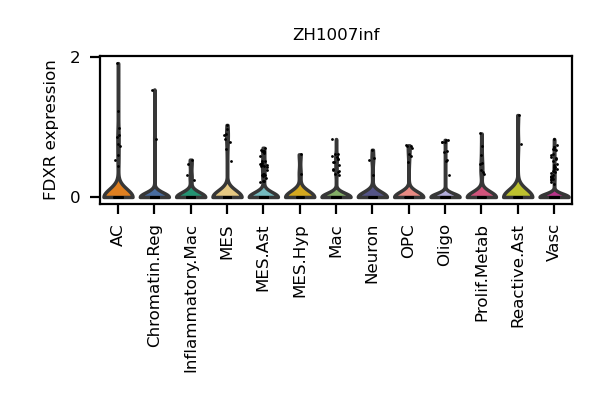 ZH1007inf
FDXR expression
2
0
AC
Chromatin.Reg
Inflammatory.Mac
MES
MES.Ast
MES.Hyp
Mac
Neuron
OPC
Oligo
Prolif.Metab
Reactive.Ast
Vasc